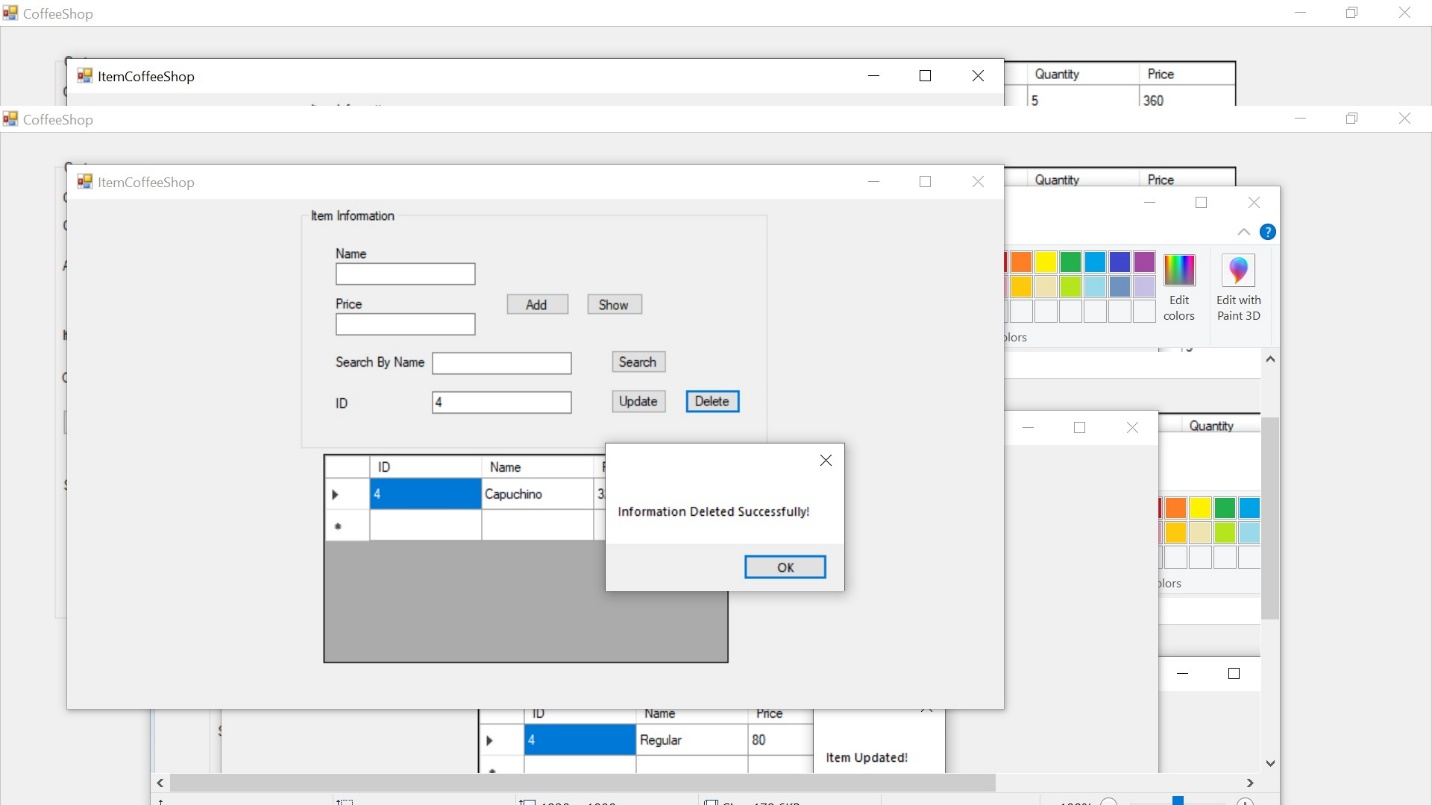 CoffeeShop
ItemCoffeeShop
Quantity Price
5 360
CoffeeShop
ItemCoffeeShop
Quantity Price
Item Information
Name
Price
Add Show
Search By Name
Search
ID
4
Update Delete
Edit colors
Edit with Paint 3D
Quantity
ID Name
4 Capuchino
Information Deleted Successfully!
OK
ID Name Price
4 Regular 80
Item Updated!